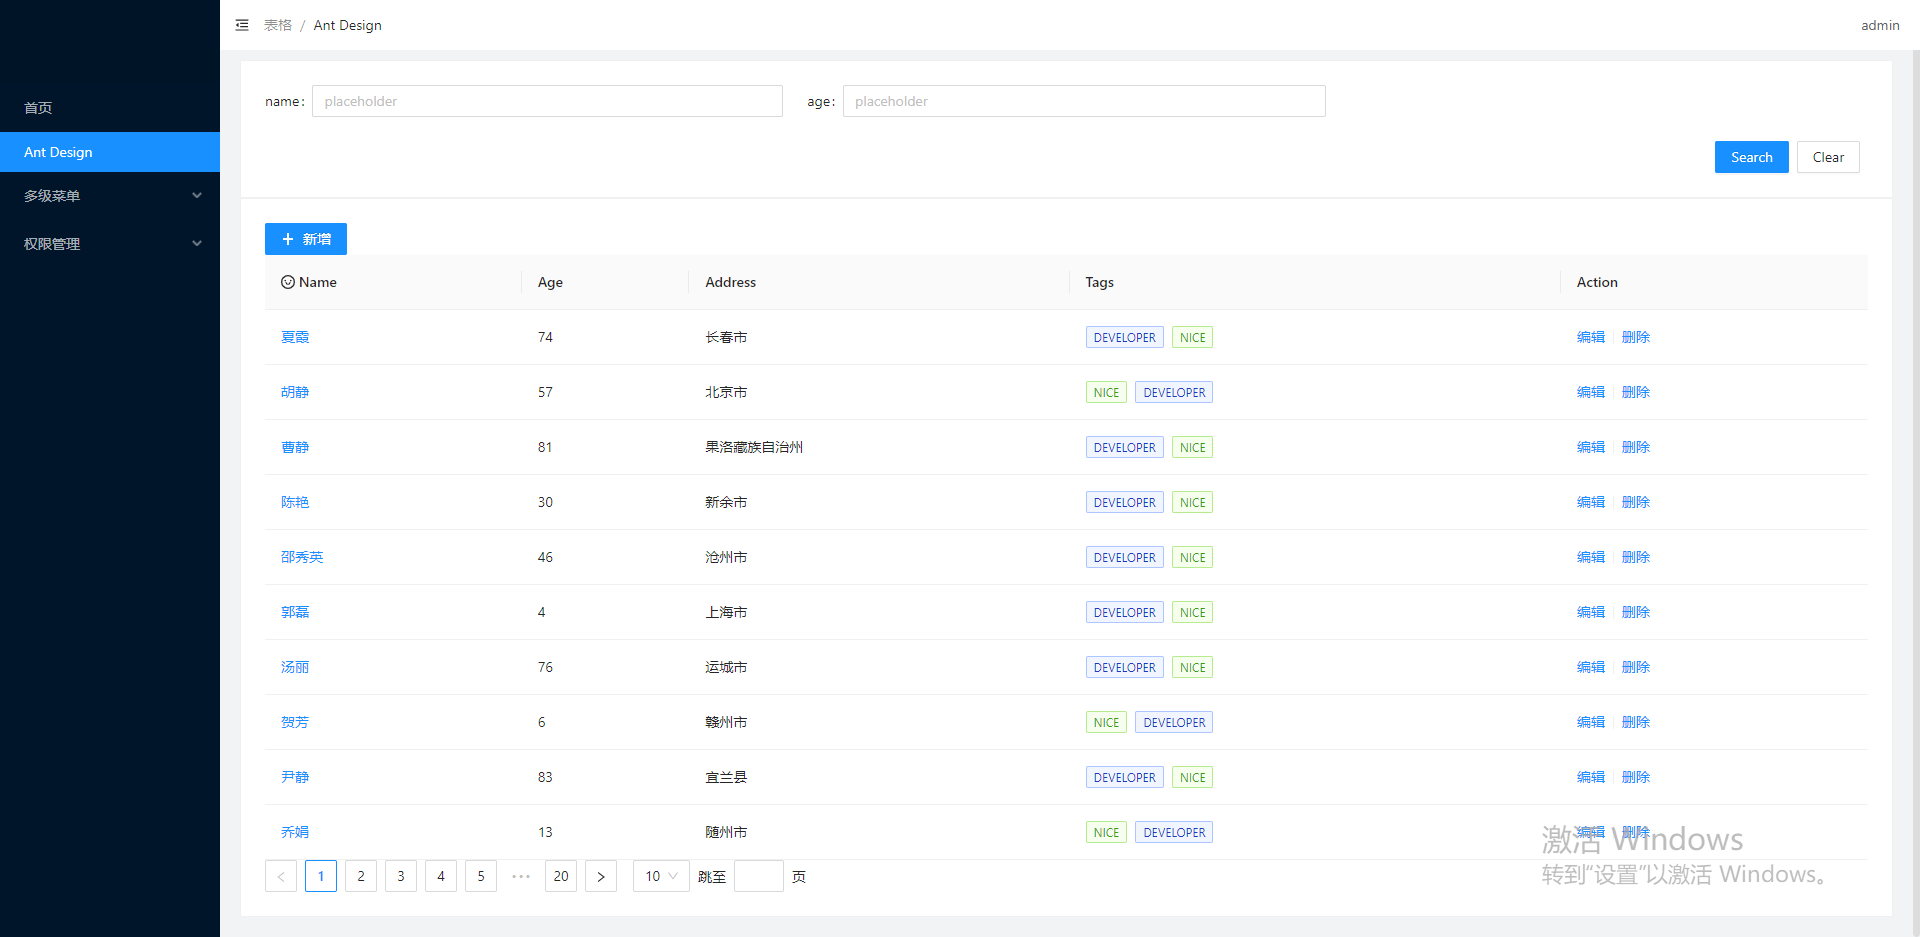 表格 / Ant Design
admin
首页
Ant Design
多级菜单
权限管理
name: placeholder age: placeholder
Search Clear
+ 新增
Name Age Address Tags Action
夏霞 74 长春市 DEVELOPER NICE 编辑 删除
胡静 57 北京市 NICE DEVELOPER 编辑 删除
曹静 81 果洛藏族自治州 DEVELOPER NICE 编辑 删除
陈艳 30 新余市 DEVELOPER NICE 编辑 删除
邵秀英 46 沧州市 DEVELOPER NICE 编辑 删除
郭磊 4 上海市 DEVELOPER NICE 编辑 删除
汤丽 76 运城市 DEVELOPER NICE 编辑 删除
贺芳 6 赣州市 NICE DEVELOPER 编辑 删除
尹静 83 宜兰县 DEVELOPER NICE 编辑 删除
乔娟 13 随州市 NICE DEVELOPER 编辑 删除
< 1 2 3 4 5 ••• 20 > 10 跳至 页
激活 Windows
转到“设置”以激活 Windows。